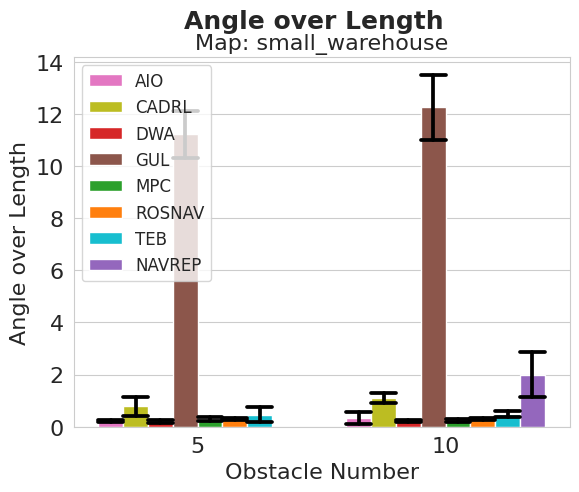 Angle over Length
Map: small_warehouse
14
12
10
8
6
4
2
0
Angle over Length
AIO
CADRL
DWA
GUL
MPC
ROSNAV
TEB
NAVREP
5
10
Obstacle Number